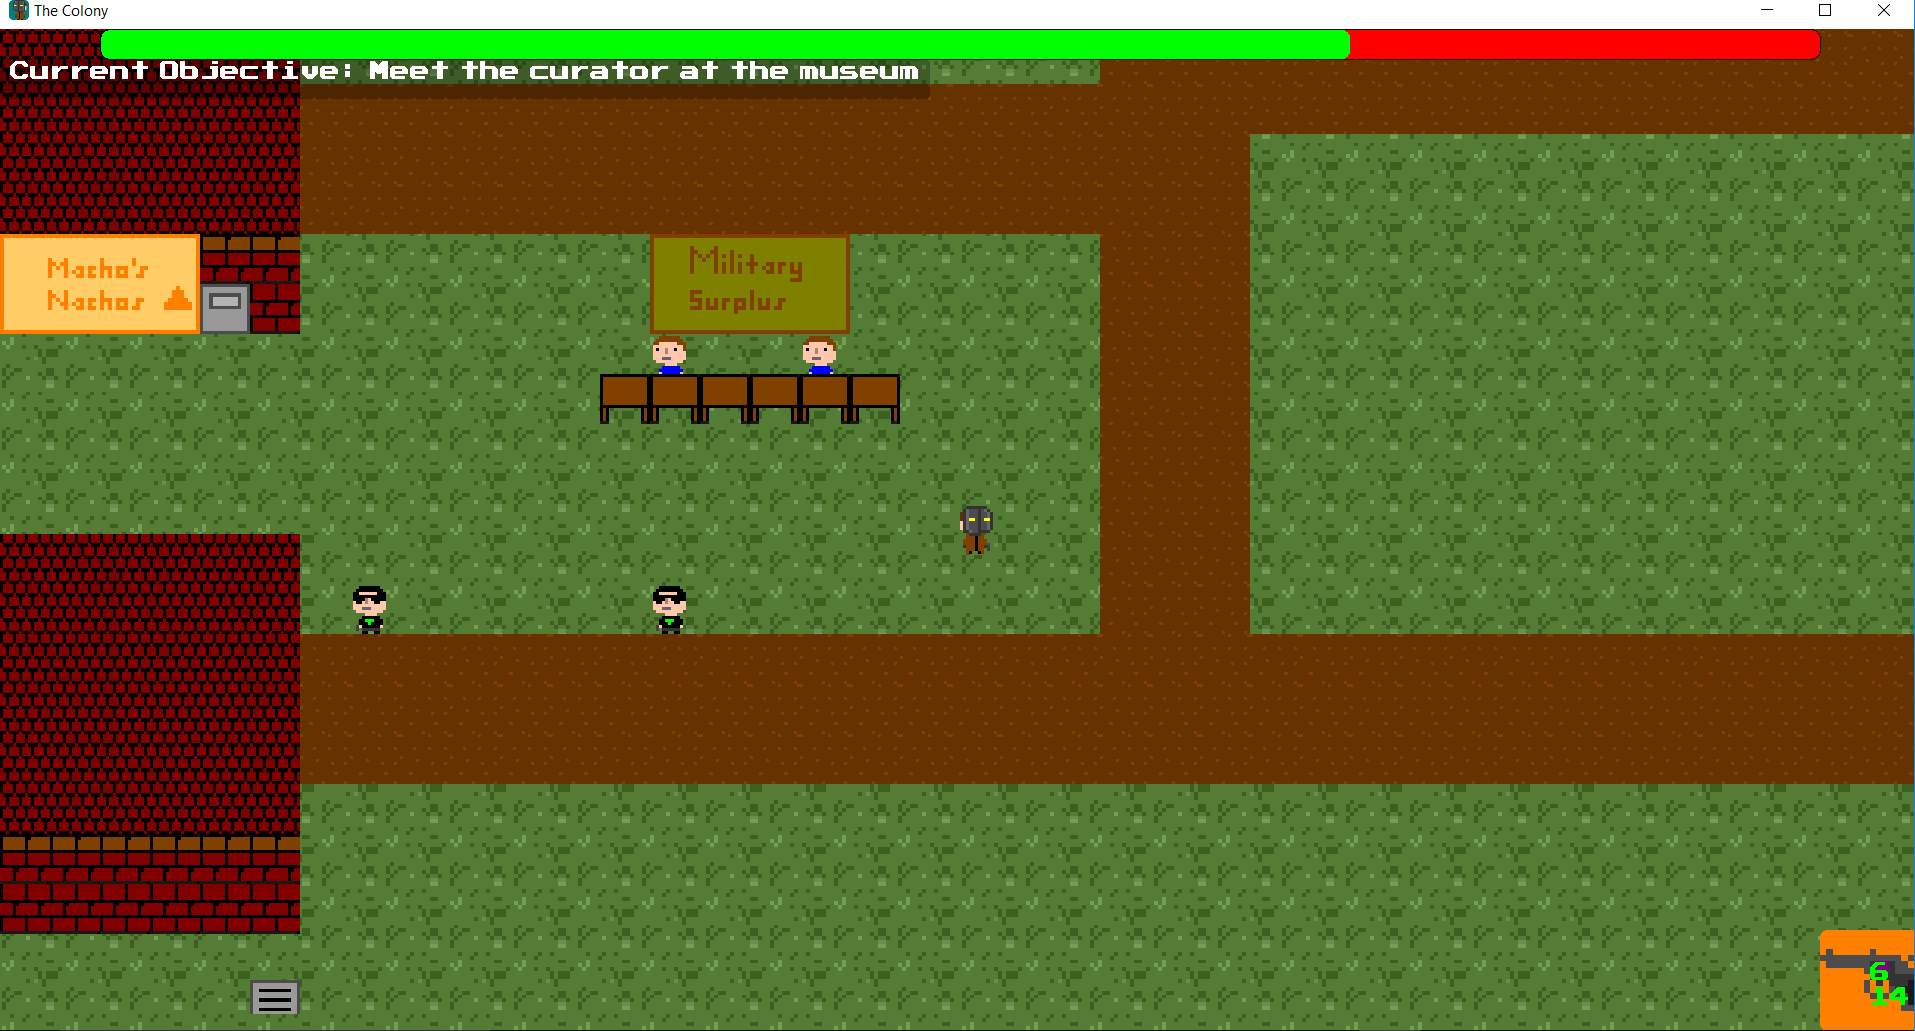 The Colony
Current Objective: Meet the curator at the museum
Macho's
Nachos
Military
Surplus
6
14